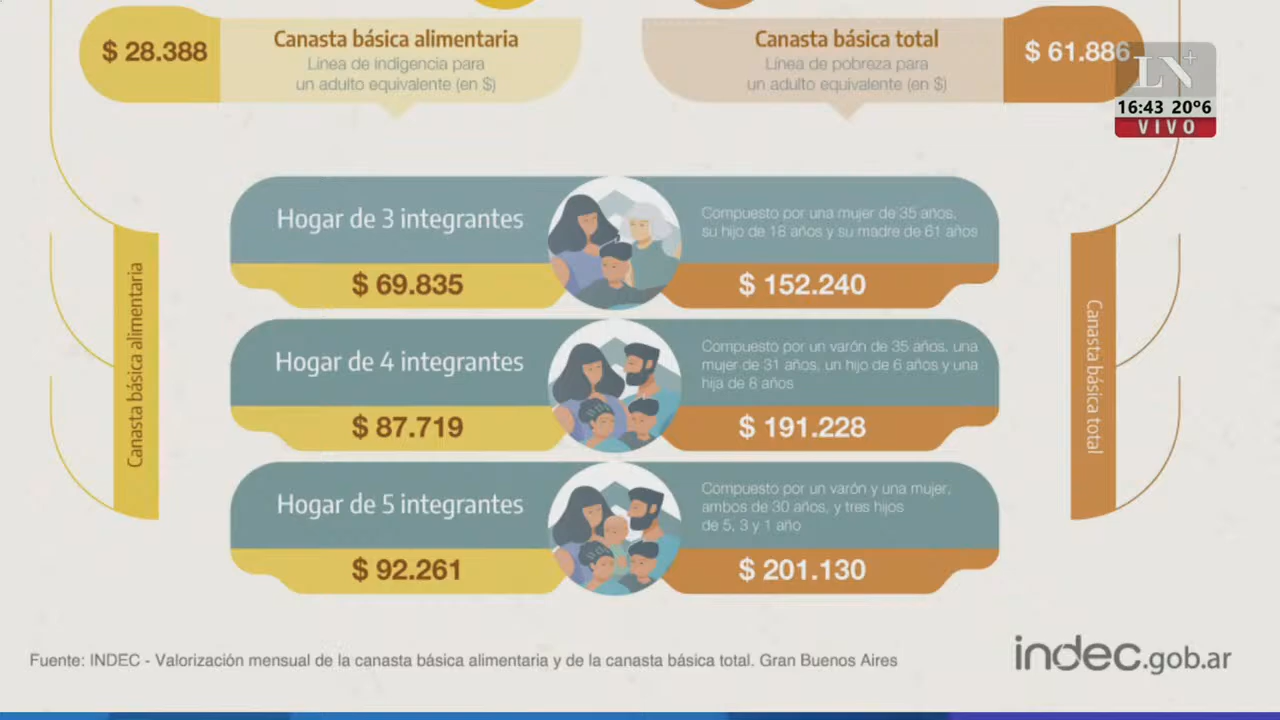 $ 28.388
Canasta básica alimentaria
Línea de indigencia para
un adulto equivalente (en $)
Canasta básica total
Línea de pobreza para
un adulto equivalente (en $)
$ 61.886
LN+
16:43 20º6
VIVO
Canasta básica alimentaria
Hogar de 3 integrantes
Compuesto por una mujer de 35 años,
su hijo de 18 años y su madre de 61 años
$ 69.835
$ 152.240
Hogar de 4 integrantes
Compuesto por un varón de 35 años, una
mujer de 31 años, un hijo de 6 años y una
hija de 8 años
$ 87.719
$ 191.228
Hogar de 5 integrantes
Compuesto por un varón y una mujer,
ambos de 30 años, y tres hijos
de 5, 3 y 1 año
$ 92.261
$ 201.130
Canasta básica total
Fuente: INDEC - Valorización mensual de la canasta básica alimentaria y de la canasta básica total. Gran Buenos Aires
indec.gob.ar